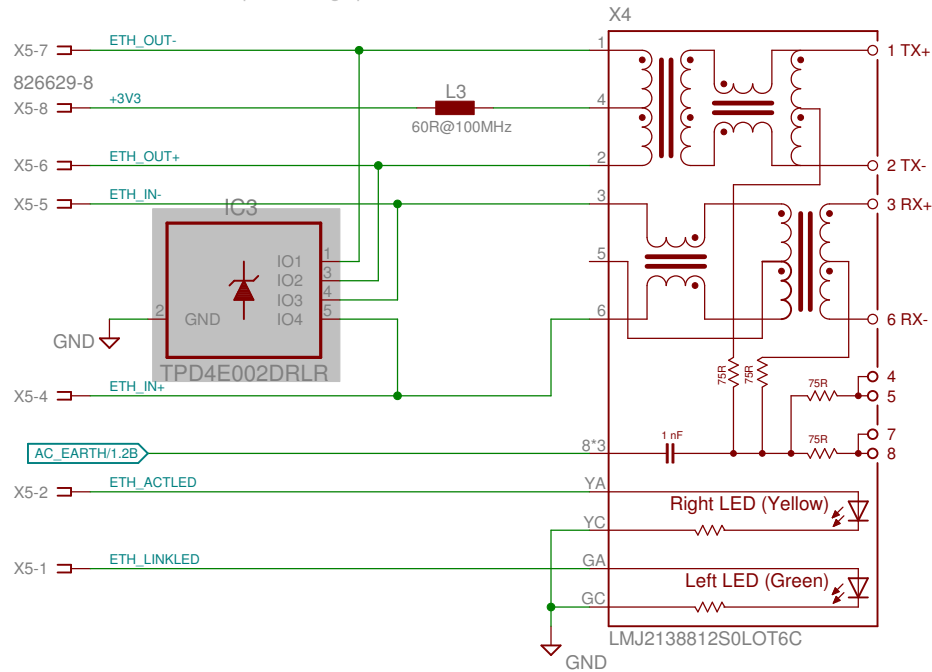 X4
X5-7
ETH_OUT-
1
1 TX+
826629-8
X5-8
+3V3
L3
60R@100MHz
4
X5-6
ETH_OUT+
2
2 TX-
X5-5
ETH_IN-
3
3 RX+
IC3
IO1
1
IO2
3
IO3
4
IO4
5
2
GND
GND
TPD4E002DRLR
5
6
6 RX-
X5-4
ETH_IN+
75R
75R
75R
4
5
AC_EARTH/1.2B
8*3
1 nF
75R
7
8
X5-2
ETH_ACTLED
YA
Right LED (Yellow)
YC
X5-1
ETH_LINKLED
GA
Left LED (Green)
GC
LMJ2138812S0LOT6C
GND